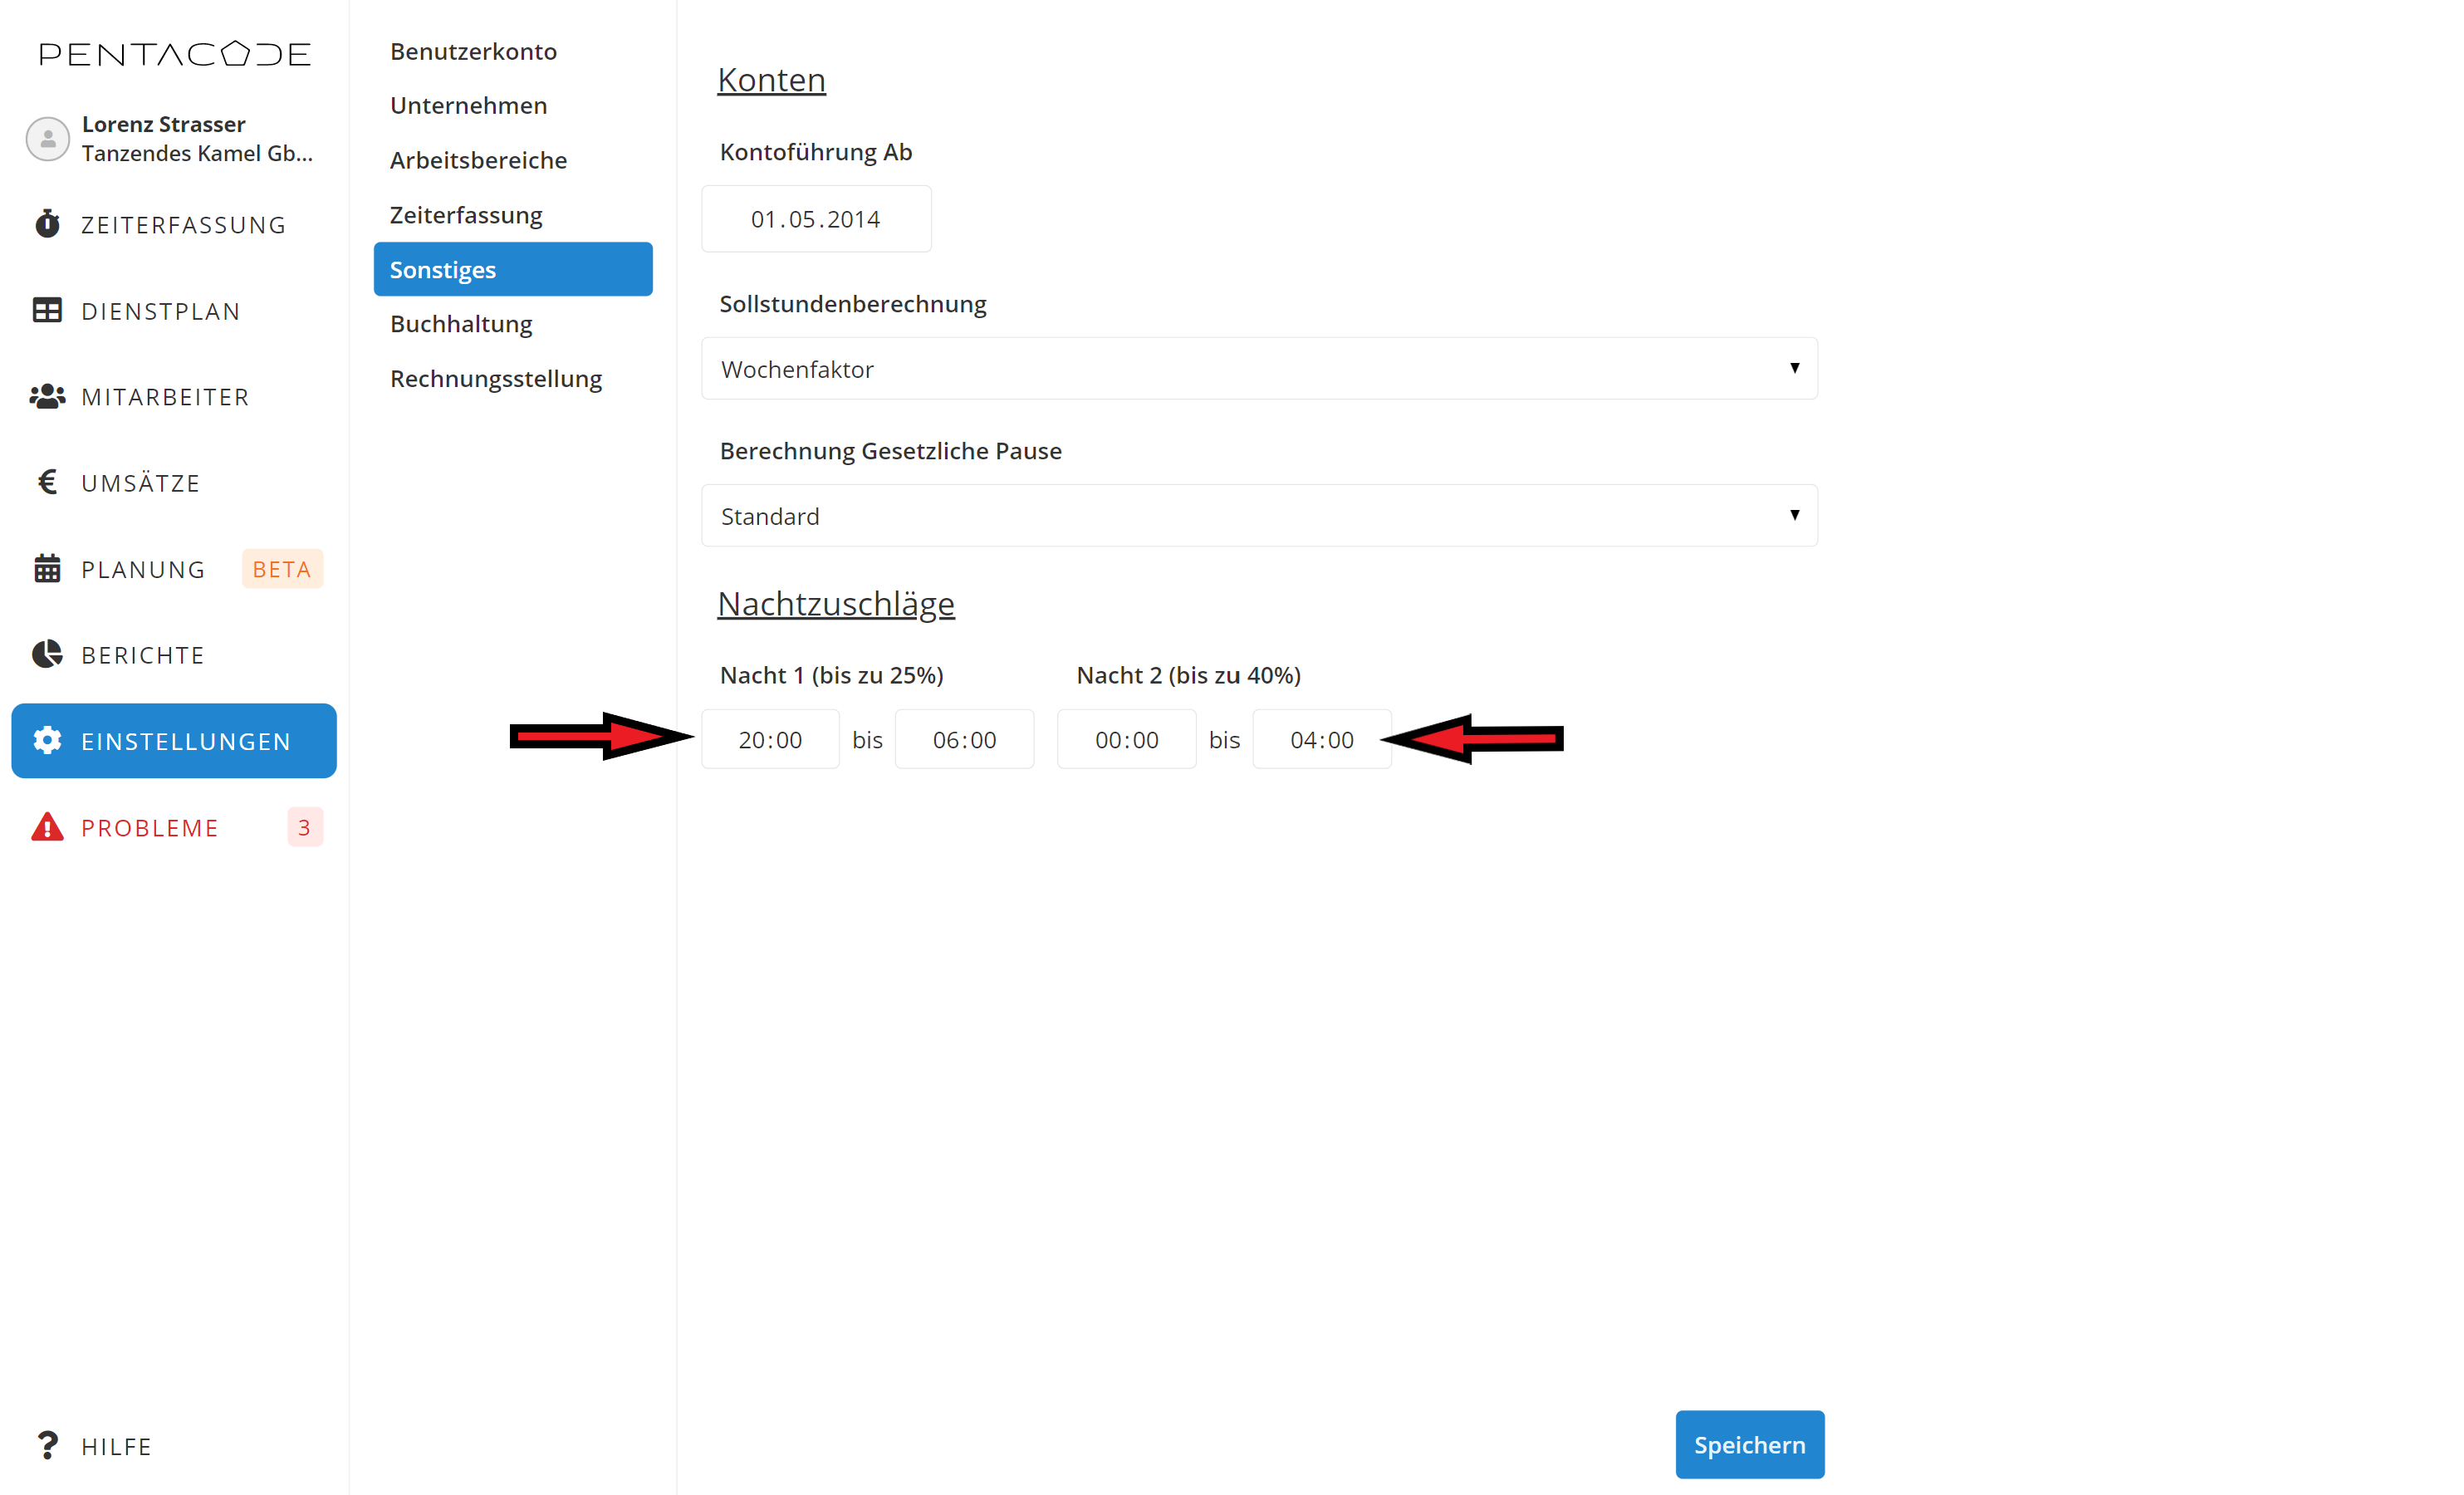 PENTACODE
Lorenz Strasser
Tanzendes Kamel Gb...
ZEITERFASSUNG
DIENSTPLAN
MITARBEITER
UMSÄTZE
PLANUNG BETA
BERICHTE
EINSTELLUNGEN
PROBLEME 3
HILFE
Benutzerkonto
Unternehmen
Arbeitsbereiche
Zeiterfassung
Sonstiges
Buchhaltung
Rechnungsstellung
Konten
Kontoführung Ab
01.05.2014
Sollstundenberechnung
Wochenfaktor
Berechnung Gesetzliche Pause
Standard
Nachtzuschläge
Nacht 1 (bis zu 25%) Nacht 2 (bis zu 40%)
20:00 bis 06:00 00:00 bis 04:00
Speichern